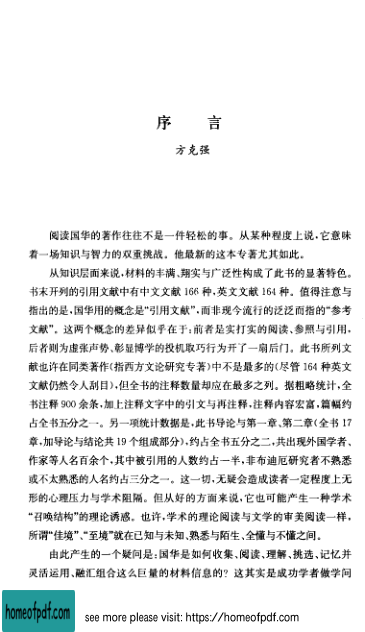 序 言
方克强
阅读国华的著作往往不是一件轻松的事。从某种程度上说,它意味
着一场知识与智力的双重挑战。他最新的这本专著尤其如此。
从知识层面来说,材料的丰满、翔实与广泛性构成了此书的显著特色。
书末开列的引用文献中有中文文献 166 种,英文文献 164 种。值得注意与
指出的是,国华用的概念是“引用文献”,而非现今流行的泛泛而指的“参考
文献”。这两个概念的差异似乎在于:前者是实打实的阅读、参照与引用,
后者则为虚张声势、彰显博学的投机取巧行为开了一扇后门。此书所列文
献也许在同类著作(指西方文论研究专著)中不是最多的(尽管 164 种英文
文献仍然令人刮目),但全书的注释数量却应在最多之列。据粗略统计,全
书注释 900 余条,加上注释文字中的引文与再注释,注释内容宏富,篇幅约
占全书五分之二。另一项统计数据是,此书导论与第一章、第二章(全书 17
章,加导论与结论共 19 个组成部分),约占全书五分之二,共出现外国学者、
作家等人名百余个,其中被引用的人数约占一半,非布迪厄研究者不熟悉
或不太熟悉的人名约占三分之一。这一切,无疑会造成读者一定程度上无
形的心理压力与学术阻隔。但从好的方面来说,它也可能产生一种学术
“召唤结构”的理论诱惑。也许,学术的理论阅读与文学的审美阅读一样,
所谓“佳境”、“至境”就在已知与未知、熟悉与陌生、全懂与不懂之间。
由此产生的一个疑问是:国华是如何收集、阅读、理解、挑选、记忆并
灵活运用、融汇组合这么巨量的材料信息的? 这其实是成功学者做学问
homeofpdf.com
see more please visit: https://homeofpdf.com